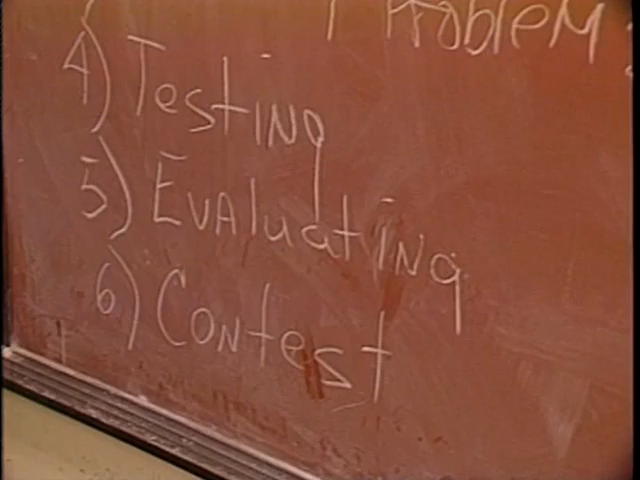 Problem
4) Testing
5) Evaluating
6) Contest